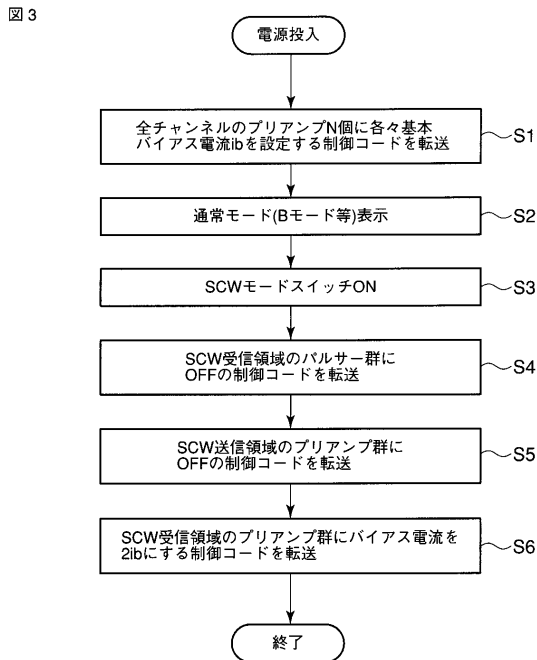 図3
電源投入
全チャンネルのプリアンプN個に各々基本
バイアス電流ibを設定する制御コードを転送
S1
通常モード(Bモード等)表示
S2
SCWモードスイッチON
S3
SCW受信領域のパルサー群に
OFFの制御コードを転送
S4
SCW送信領域のプリアンプ群に
OFFの制御コードを転送
S5
SCW受信領域のプリアンプ群にバイアス電流を
2ibにする制御コードを転送
S6
終了